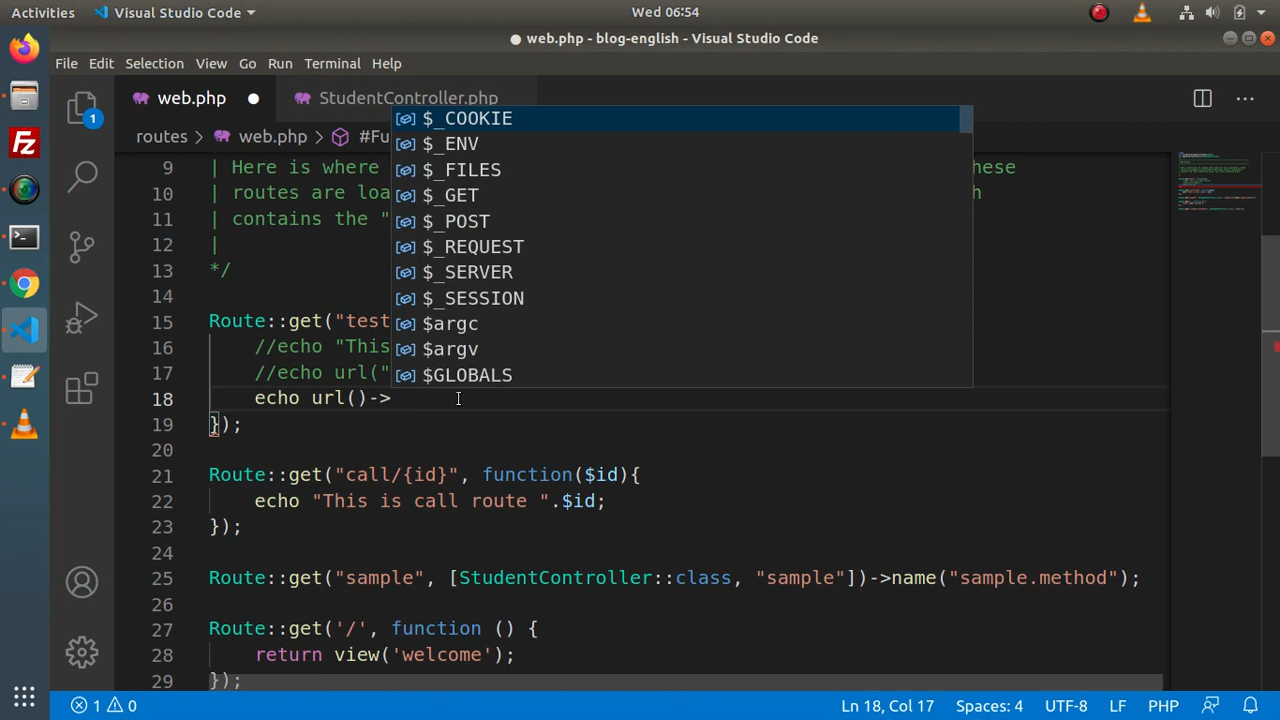 Activities Visual Studio Code Wed 06:54
● web.php - blog-english - Visual Studio Code
File Edit Selection View Go Run Terminal Help
1
web.php ● StudentController.php
routes > web.php > #Fu
$_COOKIE
$_ENV
$_FILES
$_GET
$_POST
$_REQUEST
$_SERVER
$_SESSION
$argc
$argv
$GLOBALS
9 | Here is where hese
10 | routes are loa h
11 | contains the "
12 |
13 */
14
15 Route::get("test
16 //echo "This
17 //echo url("
18 echo url()->
19 });
20
21 Route::get("call/{id}", function($id){
22 echo "This is call route ".$id;
23 });
24
25 Route::get("sample", [StudentController::class, "sample"])->name("sample.method");
26
27 Route::get('/', function () {
28 return view('welcome');
29 });
1 0 Ln 18, Col 17 Spaces: 4 UTF-8 LF PHP